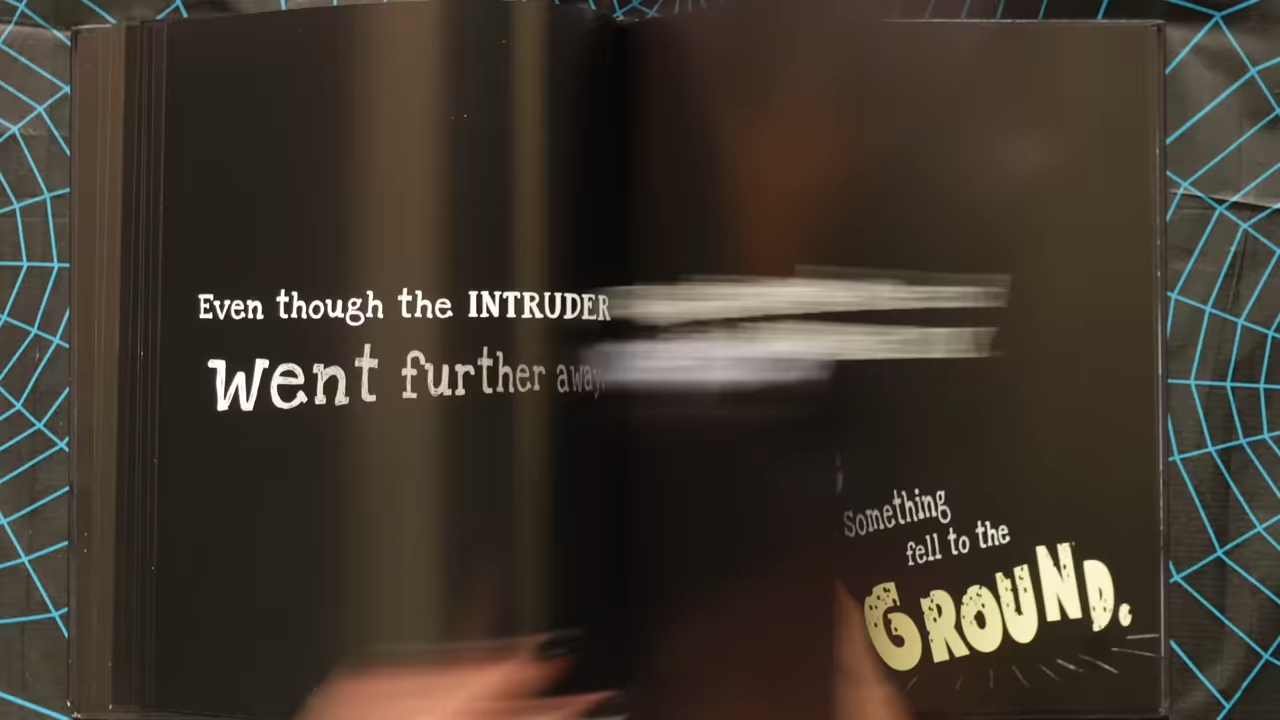 Even though the INTRUDER
went further away,
Something
fell to the
GROUND.